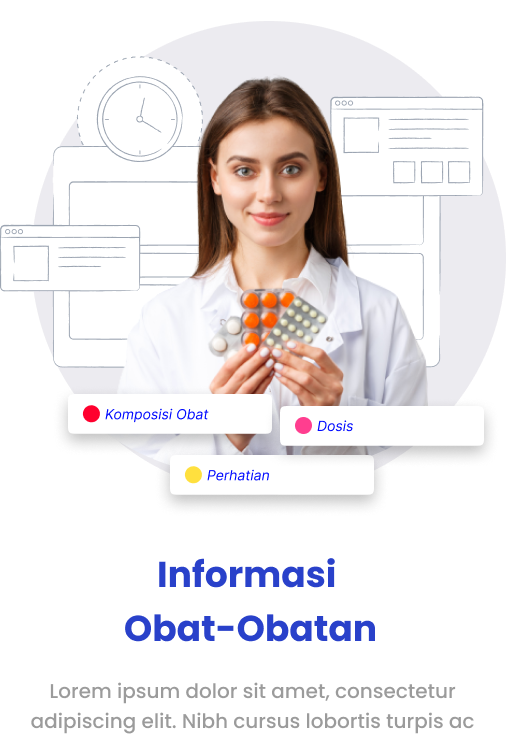 Komposisi Obat
Dosis
Perhatian
Informasi
Obat-Obatan
Lorem ipsum dolor sit amet, consectetur
adipiscing elit. Nibh cursus lobortis turpis ac